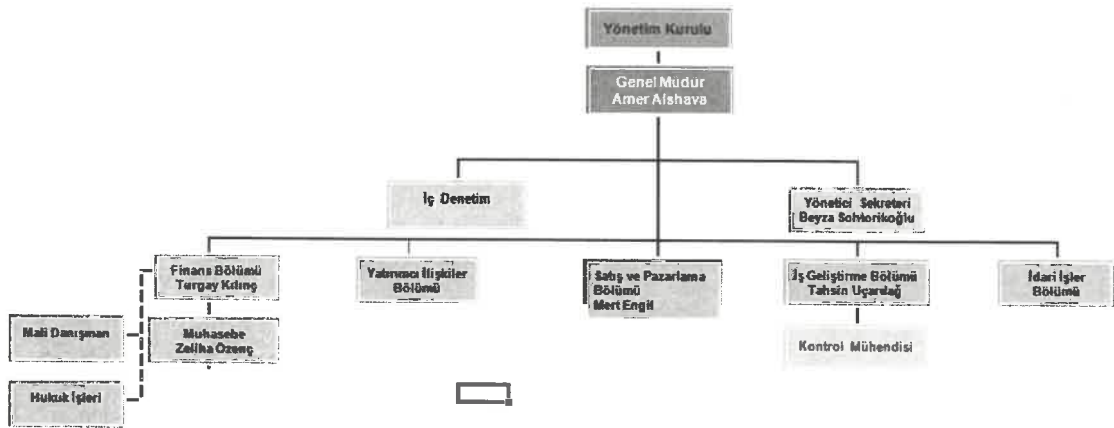 Yönetim Kurulu
Genel Mudur
Amer Alshava
İç Denetim
Yönetici Sekreteri
Beyza Sohtorikoğlu
Finans Bölümü
Turgay Kılınç
Yatırımcı İlişkiler
Bölümü
Satış ve Pazarlama
Bölümü
Mert Engil
İş Geliştirme Bölümü
Tahsin Uçardağ
İdari İşler
Bölümü
Mali Danışman
Muhasebe
Zeliha Özenç
Kontrol Mühendisi
Hukuk İşleri